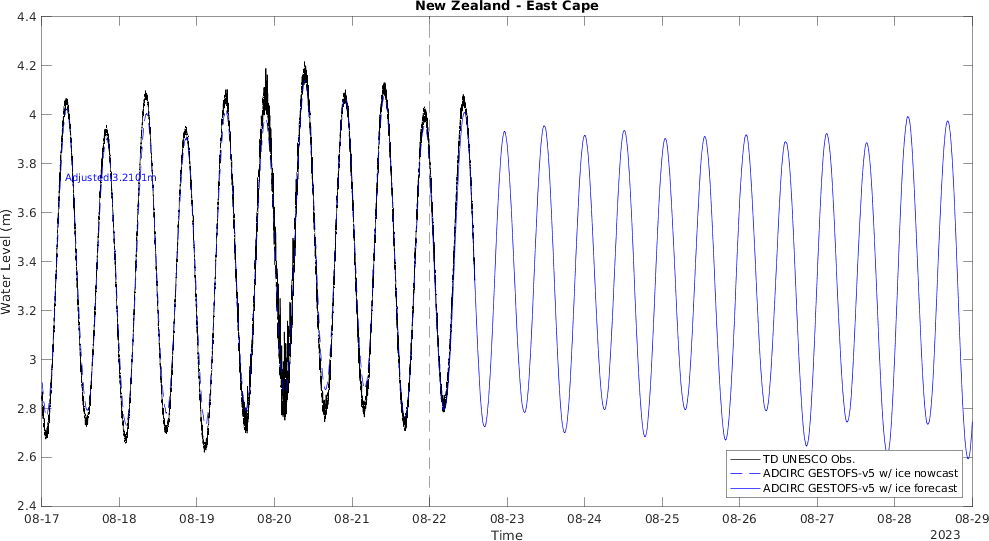 New Zealand - East Cape
4.4
4.2
4
3.8
3.6
3.4
3.2
3
2.8
2.6
2.4
Water Level (m)
Adjusted 3.2101m
TD UNESCO Obs.
ADCIRC GESTOFS-v5 w/ ice nowcast
ADCIRC GESTOFS-v5 w/ ice forecast
08-17 08-18 08-19 08-20 08-21 08-22 08-23 08-24 08-25 08-26 08-27 08-28 08-29
Time
2023